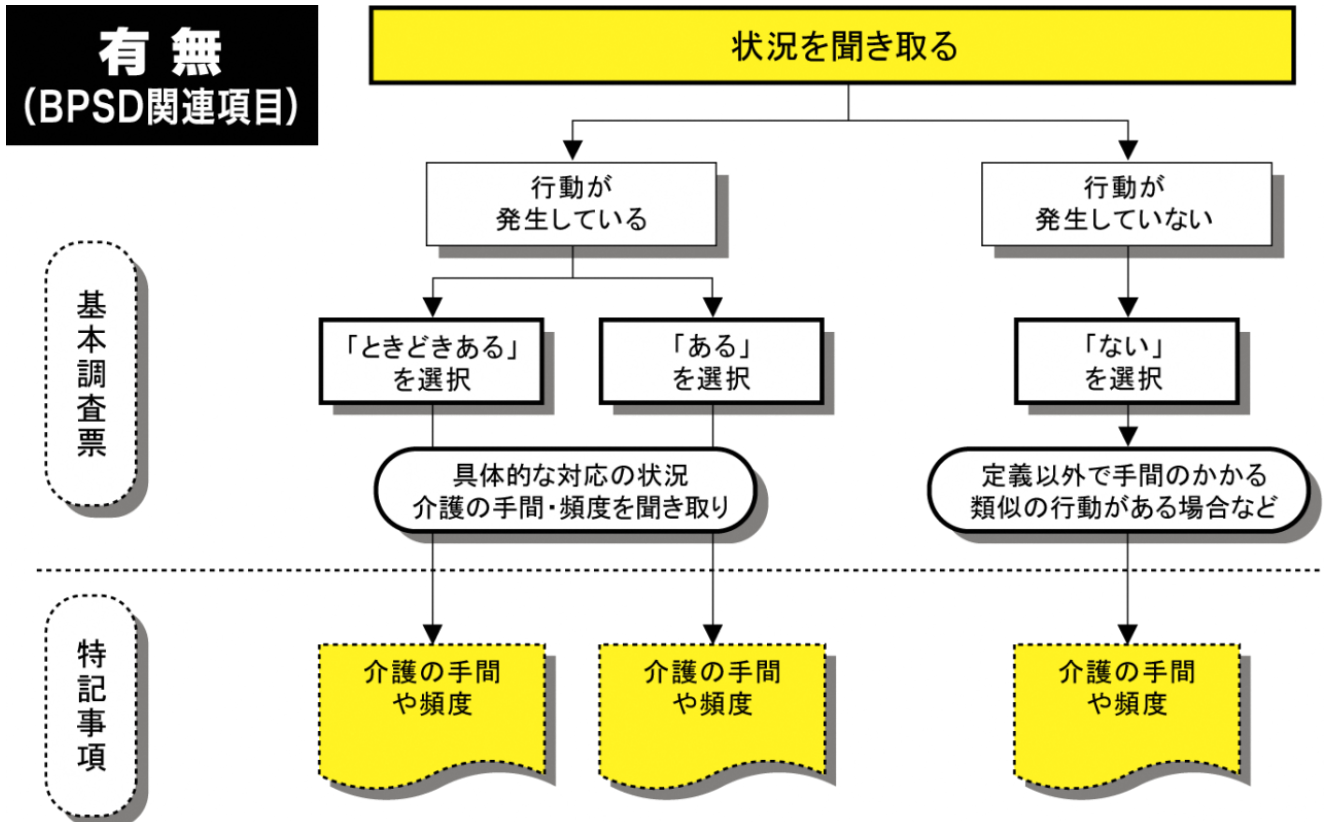 有無
(BPSD関連項目)
状況を聞き取る
行動が
発生している
行動が
発生していない
基本調査票
「ときどきある」
を選択
「ある」
を選択
「ない」
を選択
具体的な対応の状況
介護の手間・頻度を聞き取り
定義以外で手間のかかる
類似の行動がある場合など
特記事項
介護の手間
や頻度
介護の手間
や頻度
介護の手間
や頻度